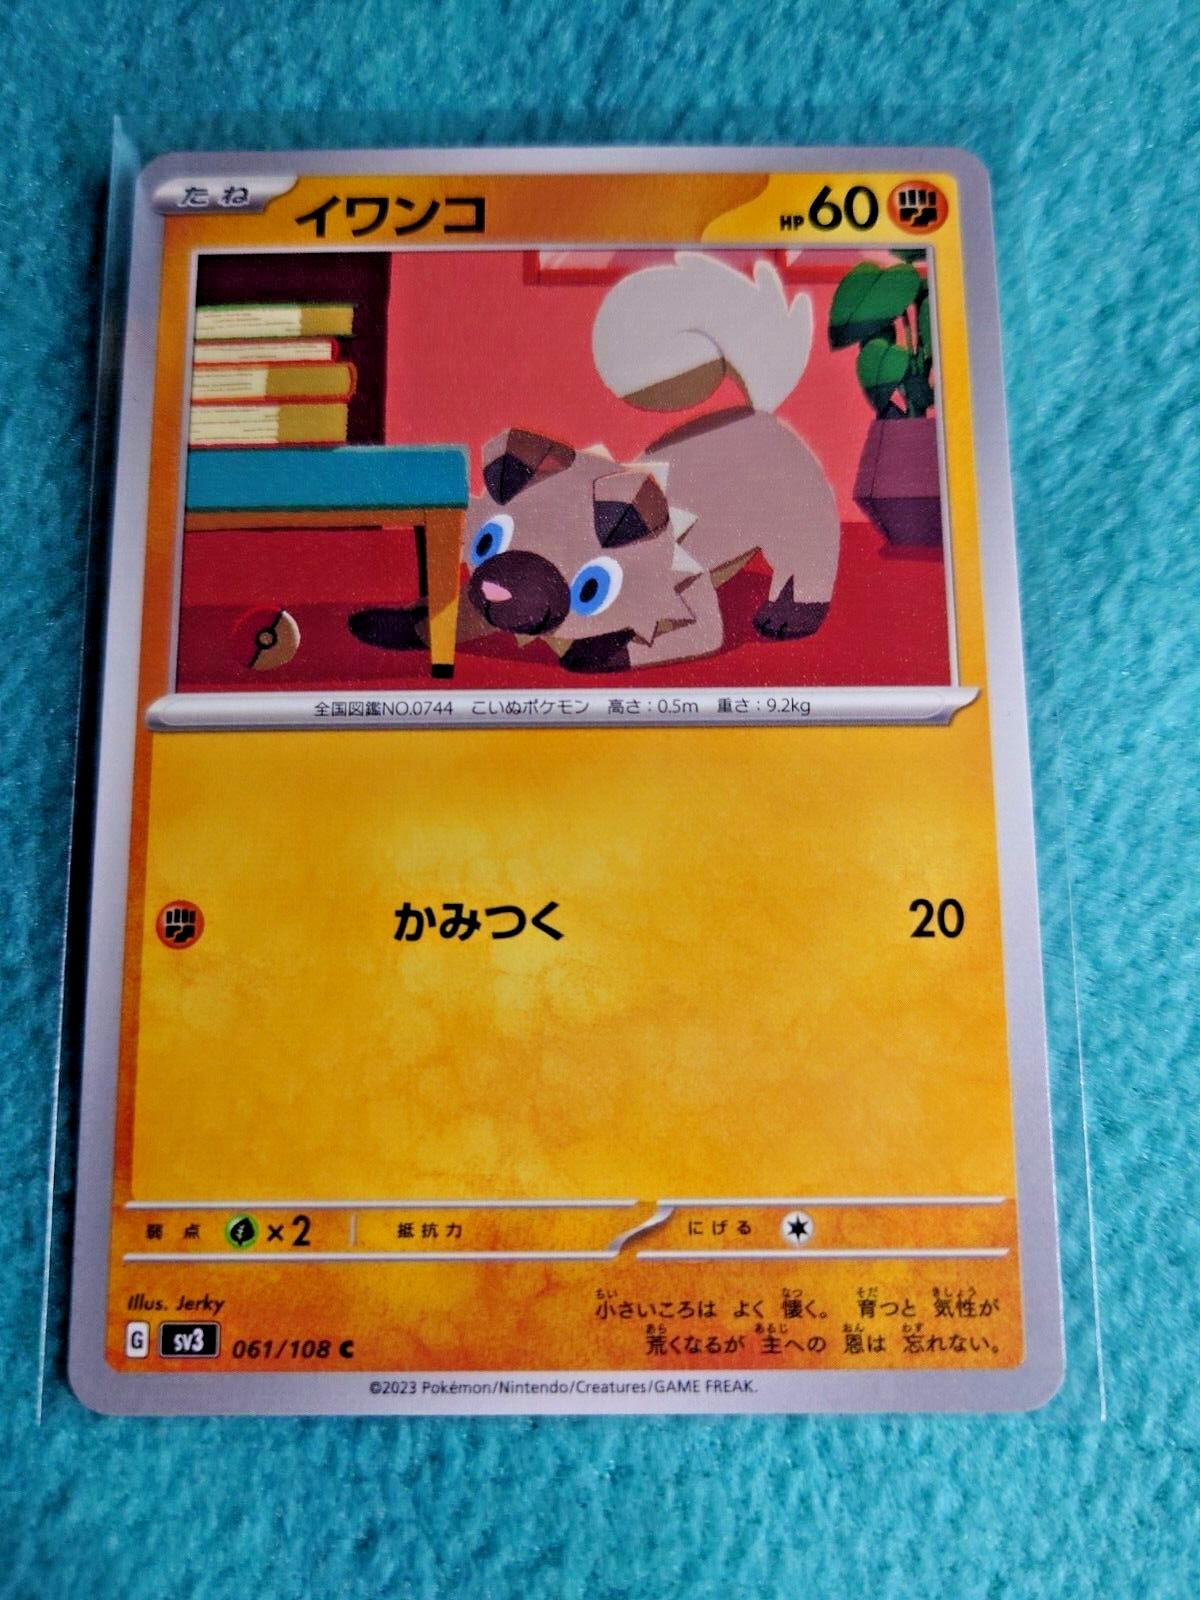 たね イワンコ HP 60
全国図鑑NO.0744 こいぬポケモン 高さ：0.5m 重さ：9.2kg
かみつく 20
弱点 ×2 抵抗力 にげる
Illus. Jerky
小さいころは よく 懐く。 育つと 気性が
荒くなるが 主への 恩は 忘れない。
G sv3 061/108 C
©2023 Pokémon/Nintendo/Creatures/GAME FREAK.